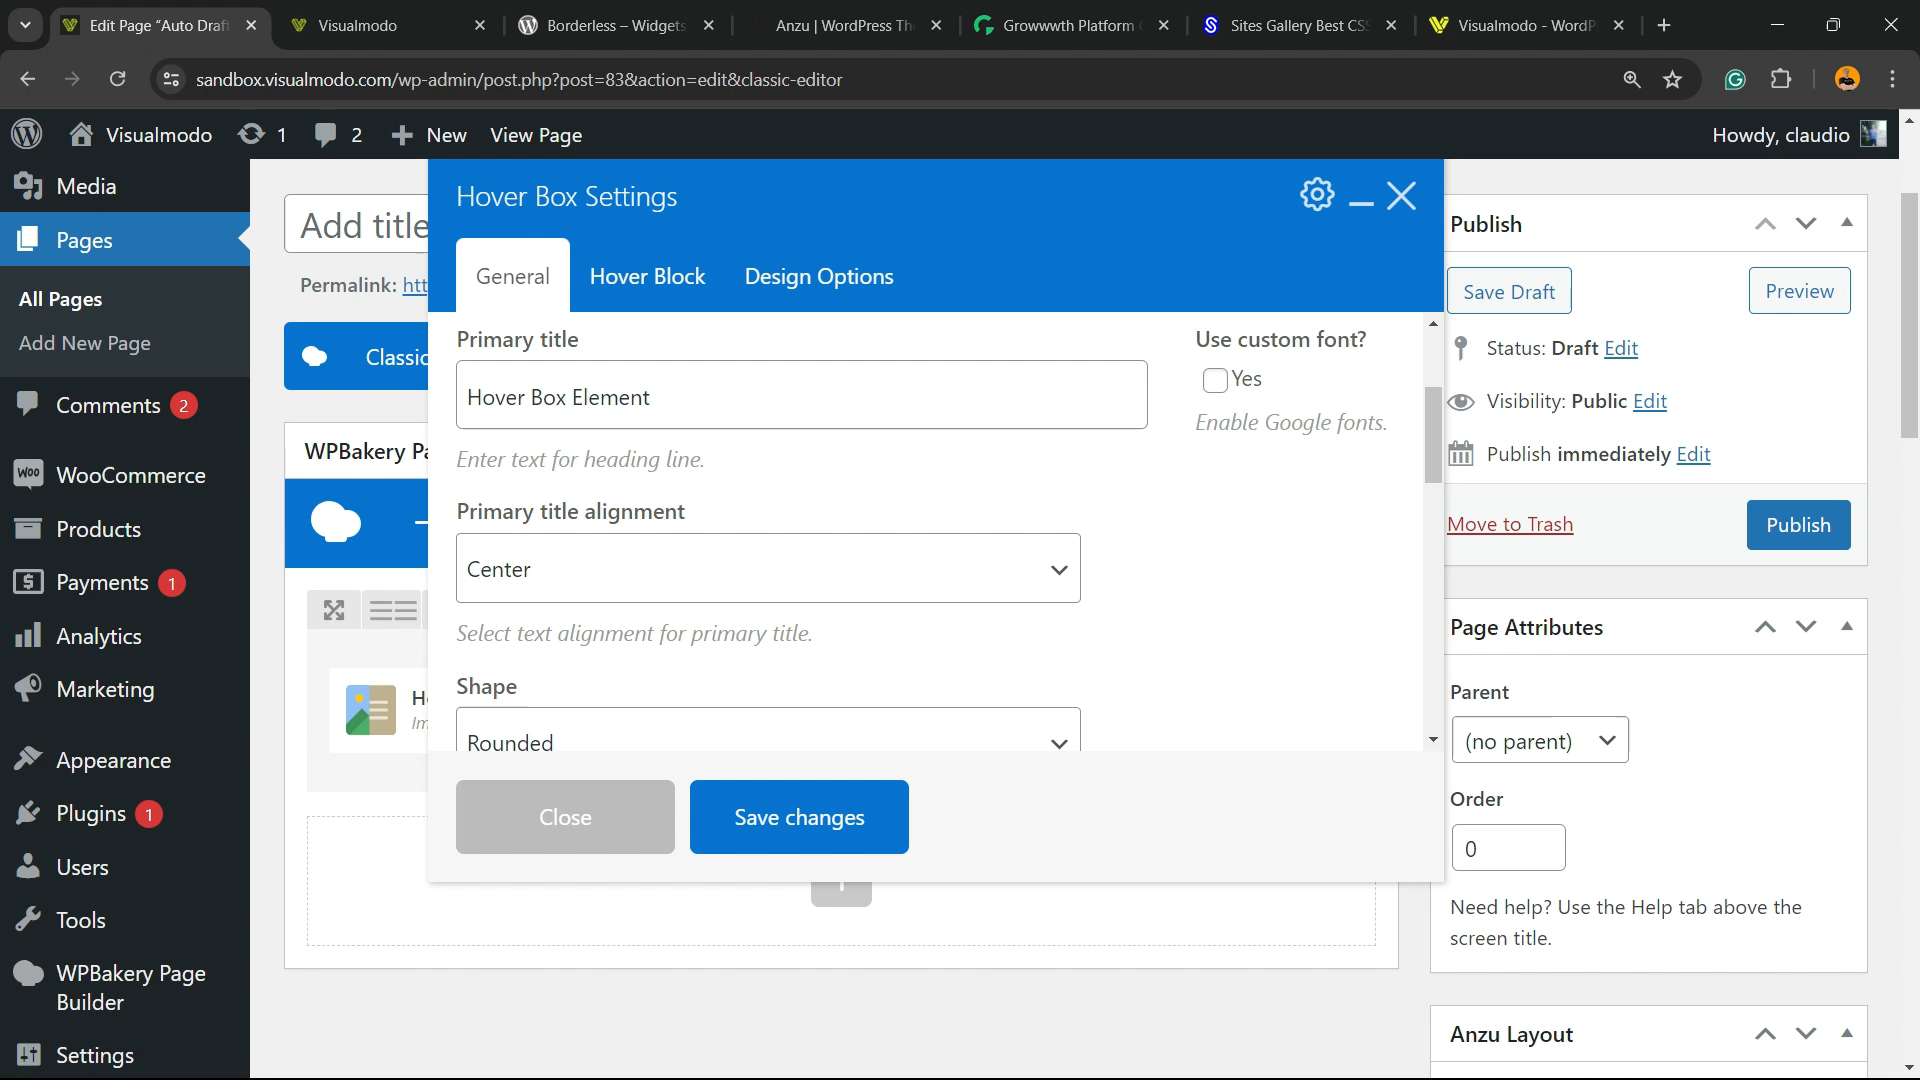 Edit Page “Auto Draf
Visualmodo
Borderless – Widgets
Anzu | WordPress Th
Growwwth Platform
Sites Gallery Best CS
Visualmodo - WordP
sandbox.visualmodo.com/wp-admin/post.php?post=83&action=edit&classic-editor
Visualmodo
1
2
New
View Page
Howdy, claudio
Media
Pages
All Pages
Add New Page
Comments 2
WooCommerce
Products
Payments 1
Analytics
Marketing
Appearance
Plugins 1
Users
Tools
WPBakery Page
Builder
Settings
Add title
Permalink: htt
Classic
WPBakery Pa
Hover Box Settings
General
Hover Block
Design Options
Primary title
Hover Box Element
Enter text for heading line.
Use custom font?
Yes
Enable Google fonts.
Primary title alignment
Center
Select text alignment for primary title.
Shape
Rounded
Close
Save changes
Publish
Save Draft
Preview
Status: Draft Edit
Visibility: Public Edit
Publish immediately Edit
Move to Trash
Publish
Page Attributes
Parent
(no parent)
Order
0
Need help? Use the Help tab above the
screen title.
Anzu Layout